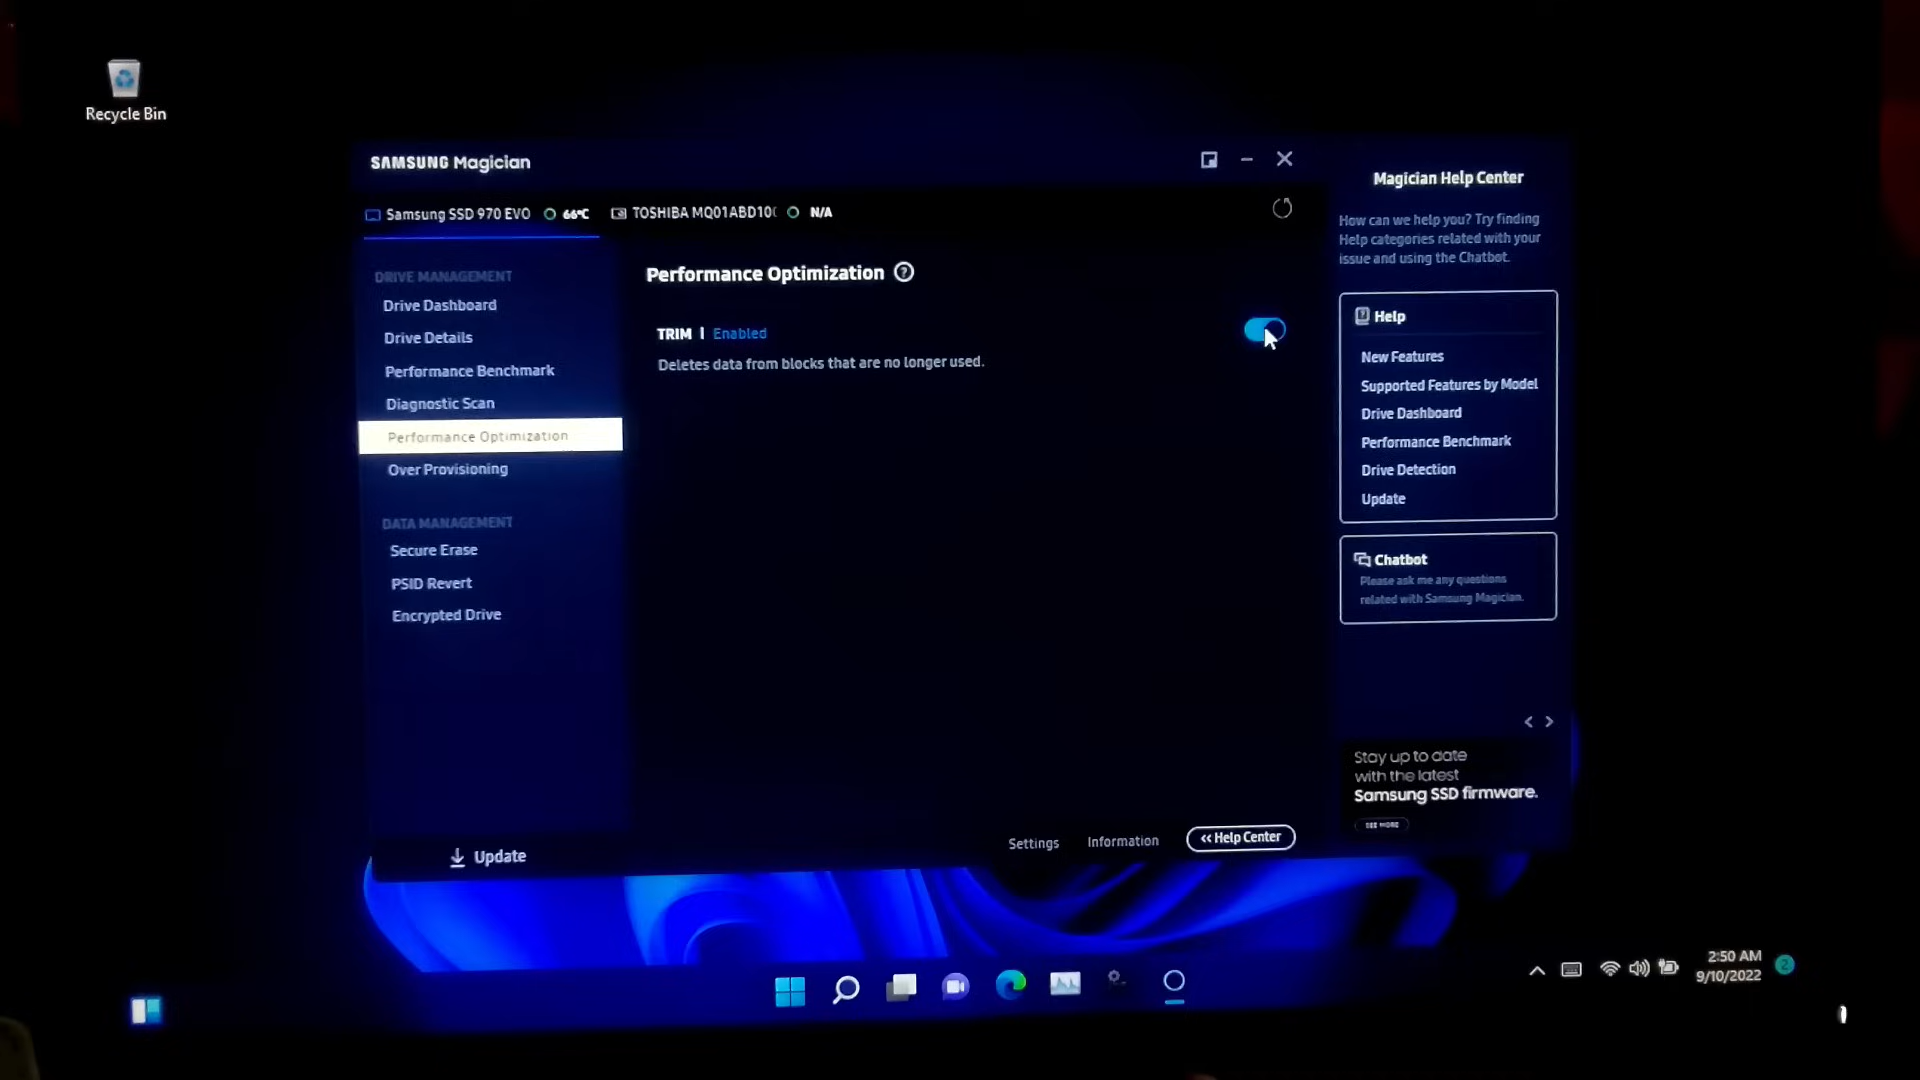 Recycle Bin
SAMSUNG Magician
Samsung SSD 970 EVO 66°C TOSHIBA MQ01ABD10 N/A
DRIVE MANAGEMENT
Drive Dashboard
Drive Details
Performance Benchmark
Diagnostic Scan
Performance Optimization
Over Provisioning
DATA MANAGEMENT
Secure Erase
PSID Revert
Encrypted Drive
Update
Performance Optimization ?
TRIM | Enabled
Deletes data from blocks that are no longer used.
Settings Information << Help Center
Magician Help Center
How can we help you? Try finding
Help categories related with your
issue and using the Chatbot.
Help
New Features
Supported Features by Model
Drive Dashboard
Performance Benchmark
Drive Detection
Update
Chatbot
Please ask me any questions
related with Samsung Magician.
< >
Stay up to date
with the latest
Samsung SSD firmware.
SEE MORE
2:50 AM
9/10/2022
2